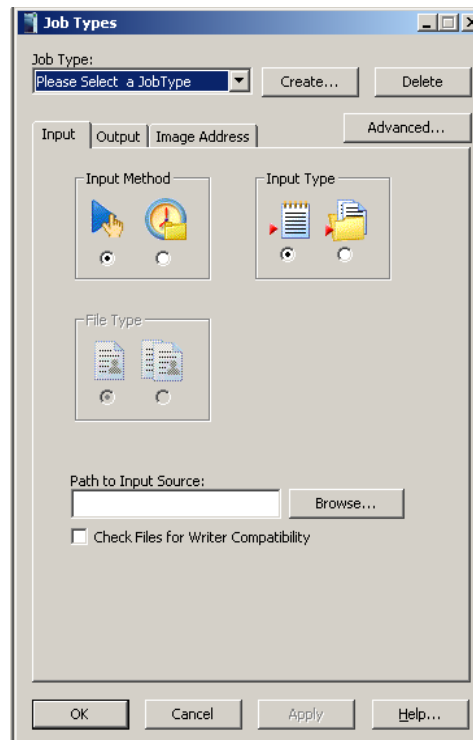 Job Types
Job Type:
Please Select a JobType
Create...
Delete
Advanced...
Input
Output
Image Address
Input Method
Input Type
File Type
Path to Input Source:
Browse...
Check Files for Writer Compatibility
OK
Cancel
Apply
Help...